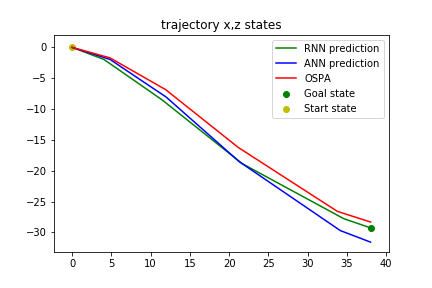 trajectory x,z states
RNN prediction
ANN prediction
OSPA
Goal state
Start state
0
−5
−10
−15
−20
−25
−30
0 5 10 15 20 25 30 35 40